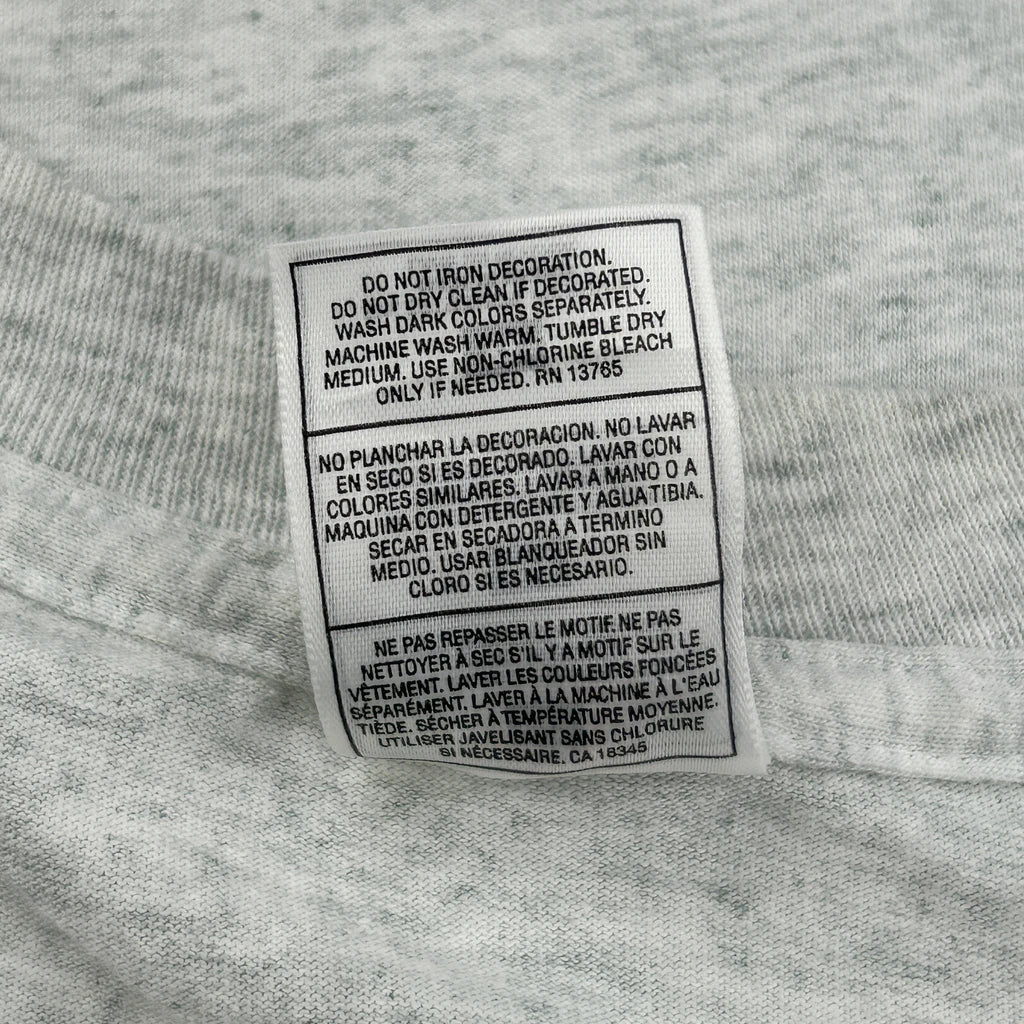 DO NOT IRON DECORATION.
DO NOT DRY CLEAN IF DECORATED.
WASH DARK COLORS SEPARATELY.
MACHINE WASH WARM. TUMBLE DRY
MEDIUM. USE NON-CHLORINE BLEACH
ONLY IF NEEDED. RN 13765
NO PLANCHAR LA DECORACION. NO LAVAR
EN SECO SI ES DECORADO. LAVAR CON
COLORES SIMILARES. LAVAR A MANO O A
MAQUINA CON DETERGENTE Y AGUA TIBIA.
SECAR EN SECADORA A TERMINO
MEDIO. USAR BLANQUEADOR SIN
CLORO SI ES NECESARIO.
NE PAS REPASSER LE MOTIF. NE PAS
NETTOYER À SEC S'IL Y A MOTIF SUR LE
VÊTEMENT. LAVER LES COULEURS FONCÉES
SÉPARÉMENT. LAVER À LA MACHINE À L'EAU
TIÈDE. SÉCHER À TEMPÉRATURE MOYENNE.
UTILISER JAVELISANT SANS CHLORURE
SI NÉCESSAIRE. CA 18345